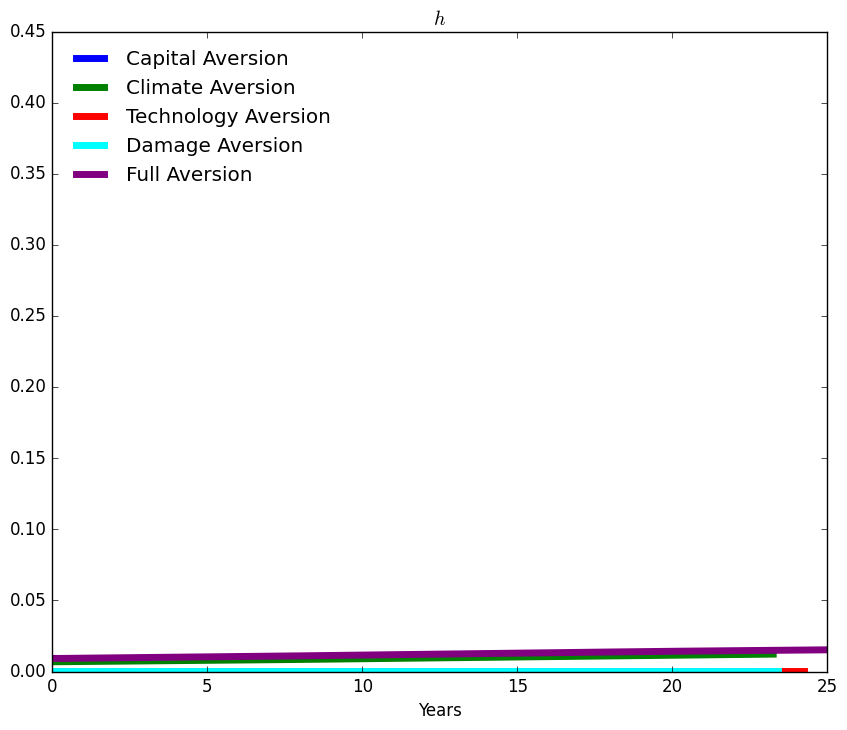 h
0.45
0.40
0.35
0.30
0.25
0.20
0.15
0.10
0.05
0.00
Capital Aversion
Climate Aversion
Technology Aversion
Damage Aversion
Full Aversion
0 5 10 15 20 25
Years